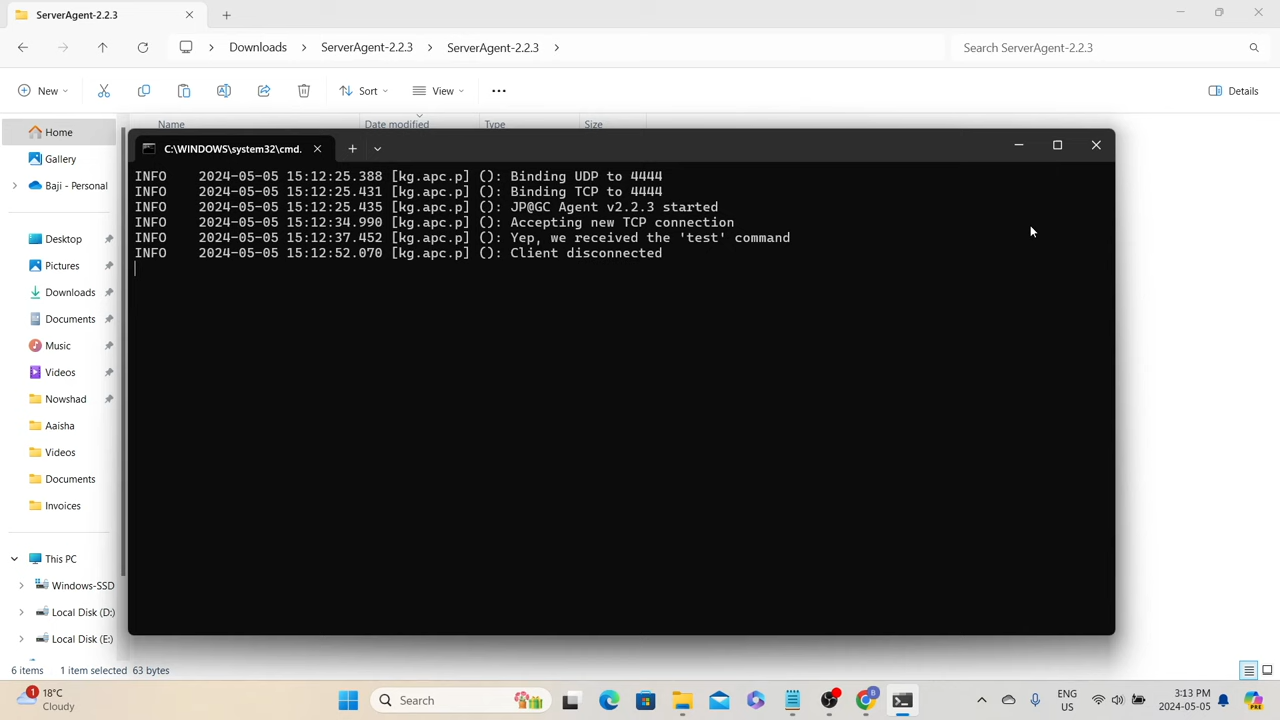 ServerAgent-2.2.3
Downloads > ServerAgent-2.2.3 > ServerAgent-2.2.3 >
Search ServerAgent-2.2.3
New
Sort
View
Details
Name
Date modified
Type
Size
Home
Gallery
Baji - Personal
Desktop
Pictures
Downloads
Documents
Music
Videos
Nowshad
Aaisha
Videos
Documents
Invoices
This PC
Windows-SSD
Local Disk (D:)
Local Disk (E:)
C:\WINDOWS\system32\cmd.
INFO 2024-05-05 15:12:25.388 [kg.apc.p] (): Binding UDP to 4444
INFO 2024-05-05 15:12:25.431 [kg.apc.p] (): Binding TCP to 4444
INFO 2024-05-05 15:12:25.435 [kg.apc.p] (): JP@GC Agent v2.2.3 started
INFO 2024-05-05 15:12:34.990 [kg.apc.p] (): Accepting new TCP connection
INFO 2024-05-05 15:12:37.452 [kg.apc.p] (): Yep, we received the 'test' command
INFO 2024-05-05 15:12:52.070 [kg.apc.p] (): Client disconnected
6 items 1 item selected 63 bytes
1
18°C
Cloudy
Search
B
ENG
US
3:13 PM
2024-05-05
PRE